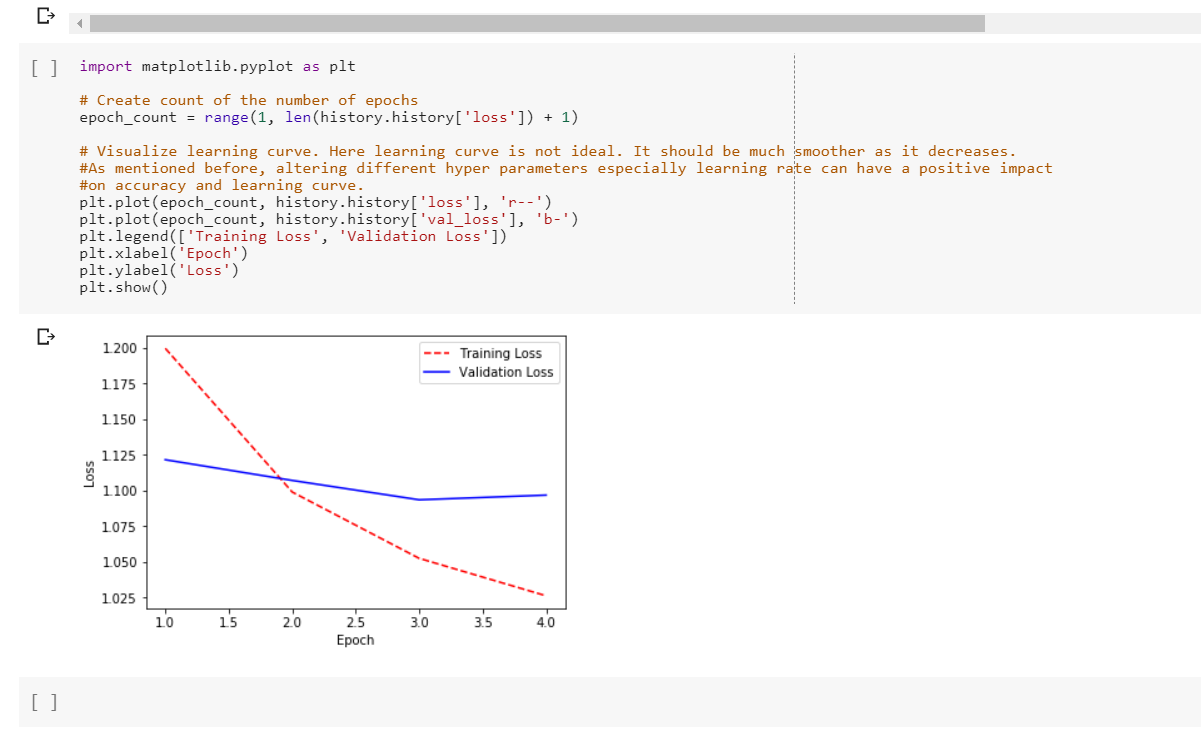 [ ] import matplotlib.pyplot as plt
# Create count of the number of epochs
epoch_count = range(1, len(history.history['loss']) + 1)
# Visualize learning curve. Here learning curve is not ideal. It should be much smoother as it decreases.
#As mentioned before, altering different hyper parameters especially learning rate can have a positive impact
#on accuracy and learning curve.
plt.plot(epoch_count, history.history['loss'], 'r--')
plt.plot(epoch_count, history.history['val_loss'], 'b-')
plt.legend(['Training Loss', 'Validation Loss'])
plt.xlabel('Epoch')
plt.ylabel('Loss')
plt.show()
Training Loss
Validation Loss
1.200
1.175
1.150
1.125
1.100
1.075
1.050
1.025
Loss
1.0 1.5 2.0 2.5 3.0 3.5 4.0
Epoch
[ ]